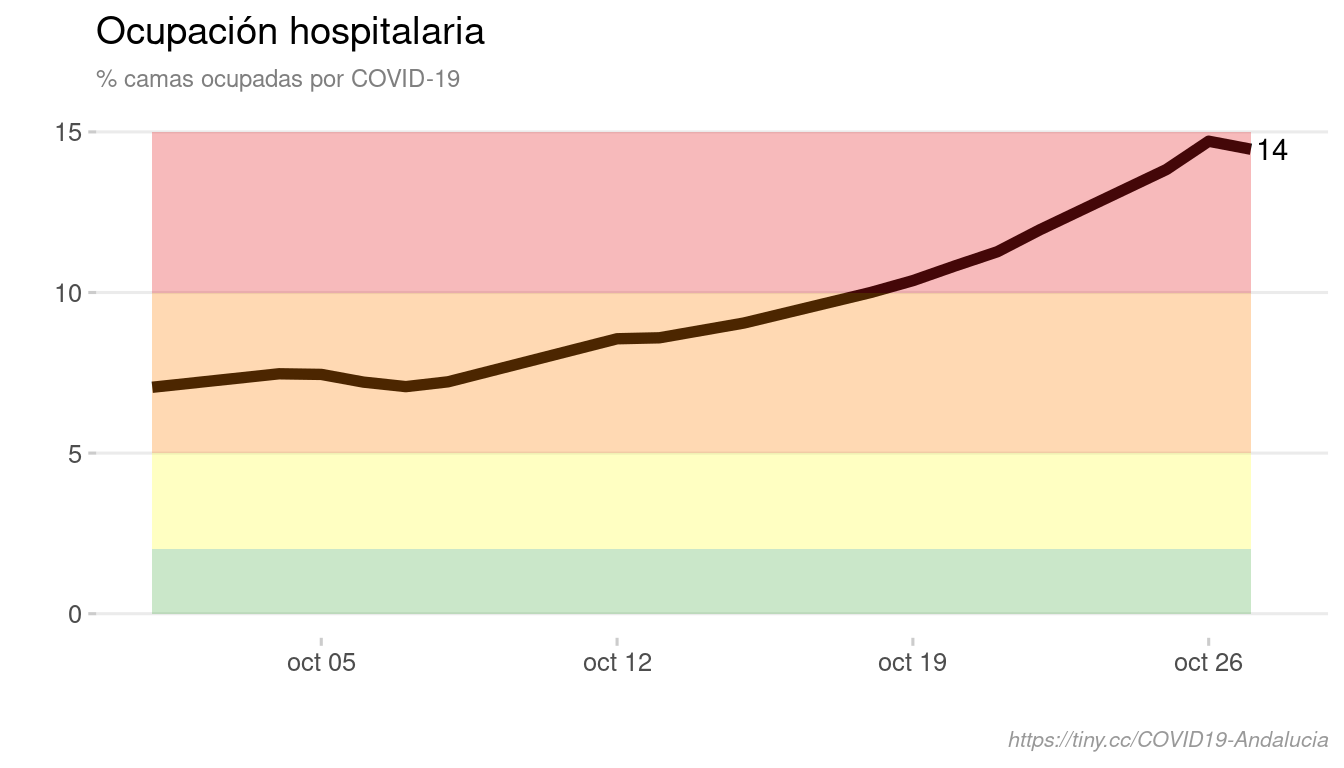 Ocupación hospitalaria
% camas ocupadas por COVID-19
15
14
10
5
0
oct 05 oct 12 oct 19 oct 26
https://tiny.cc/COVID19-Andalucia